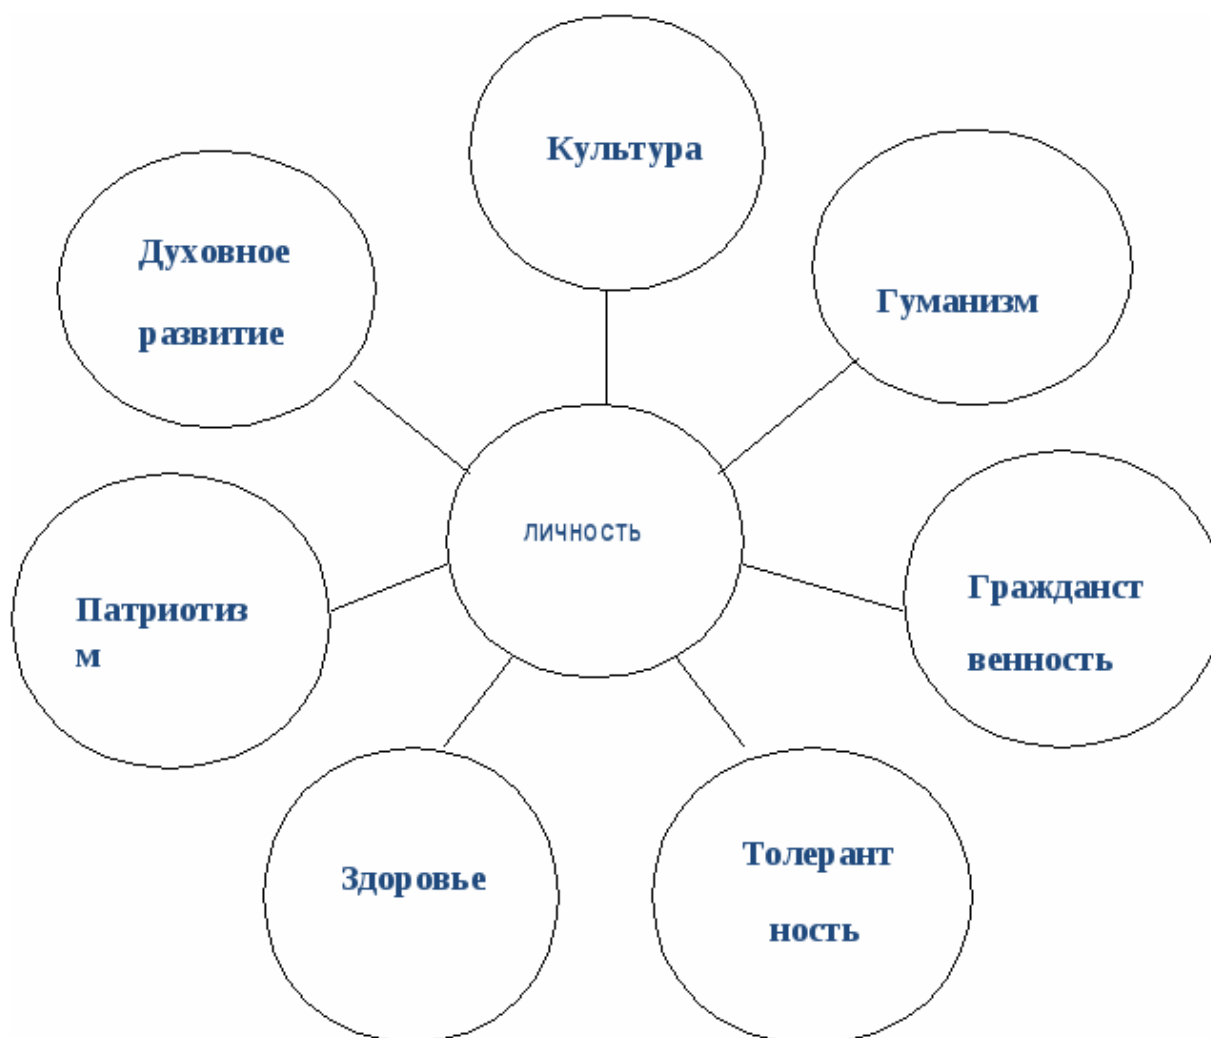 Культура
Духовное
развитие
Гуманизм
ЛИЧНОСТЬ
Патриотиз
м
Гражданст
венность
Здоровье
Толерант
ность